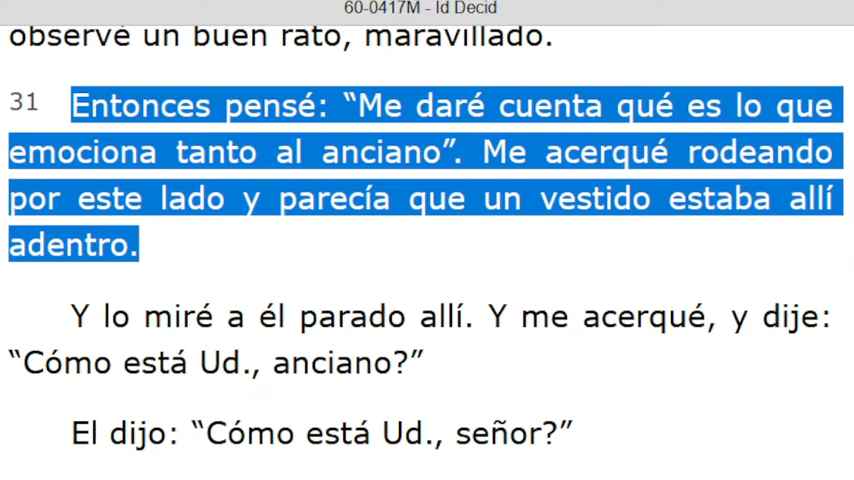 60-0417M - Id Decid
observé un buen rato, maravillado.
31 Entonces pensé: “Me daré cuenta qué es lo que
emociona tanto al anciano”. Me acerqué rodeando
por este lado y parecía que un vestido estaba allí
adentro.
Y lo miré a él parado allí. Y me acerqué, y dije:
“Cómo está Ud., anciano?”
El dijo: “Cómo está Ud., señor?”